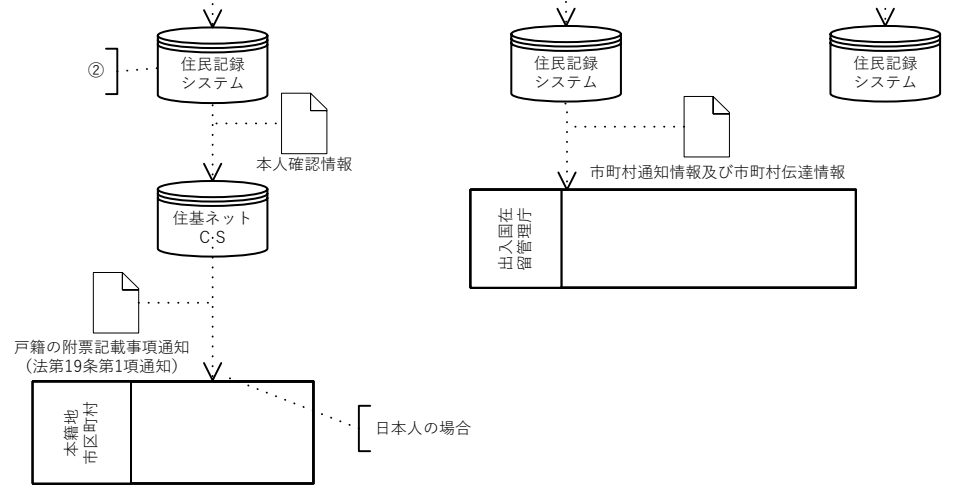 住民記録
システム
②
本人確認情報
住基ネット
CS
戸籍の附票記載事項通知
（法第19条第1項通知）
本籍地
市区町村
日本人の場合
住民記録
システム
市町村通知情報及び市町村伝達情報
出入国在
留管理庁
住民記録
システム